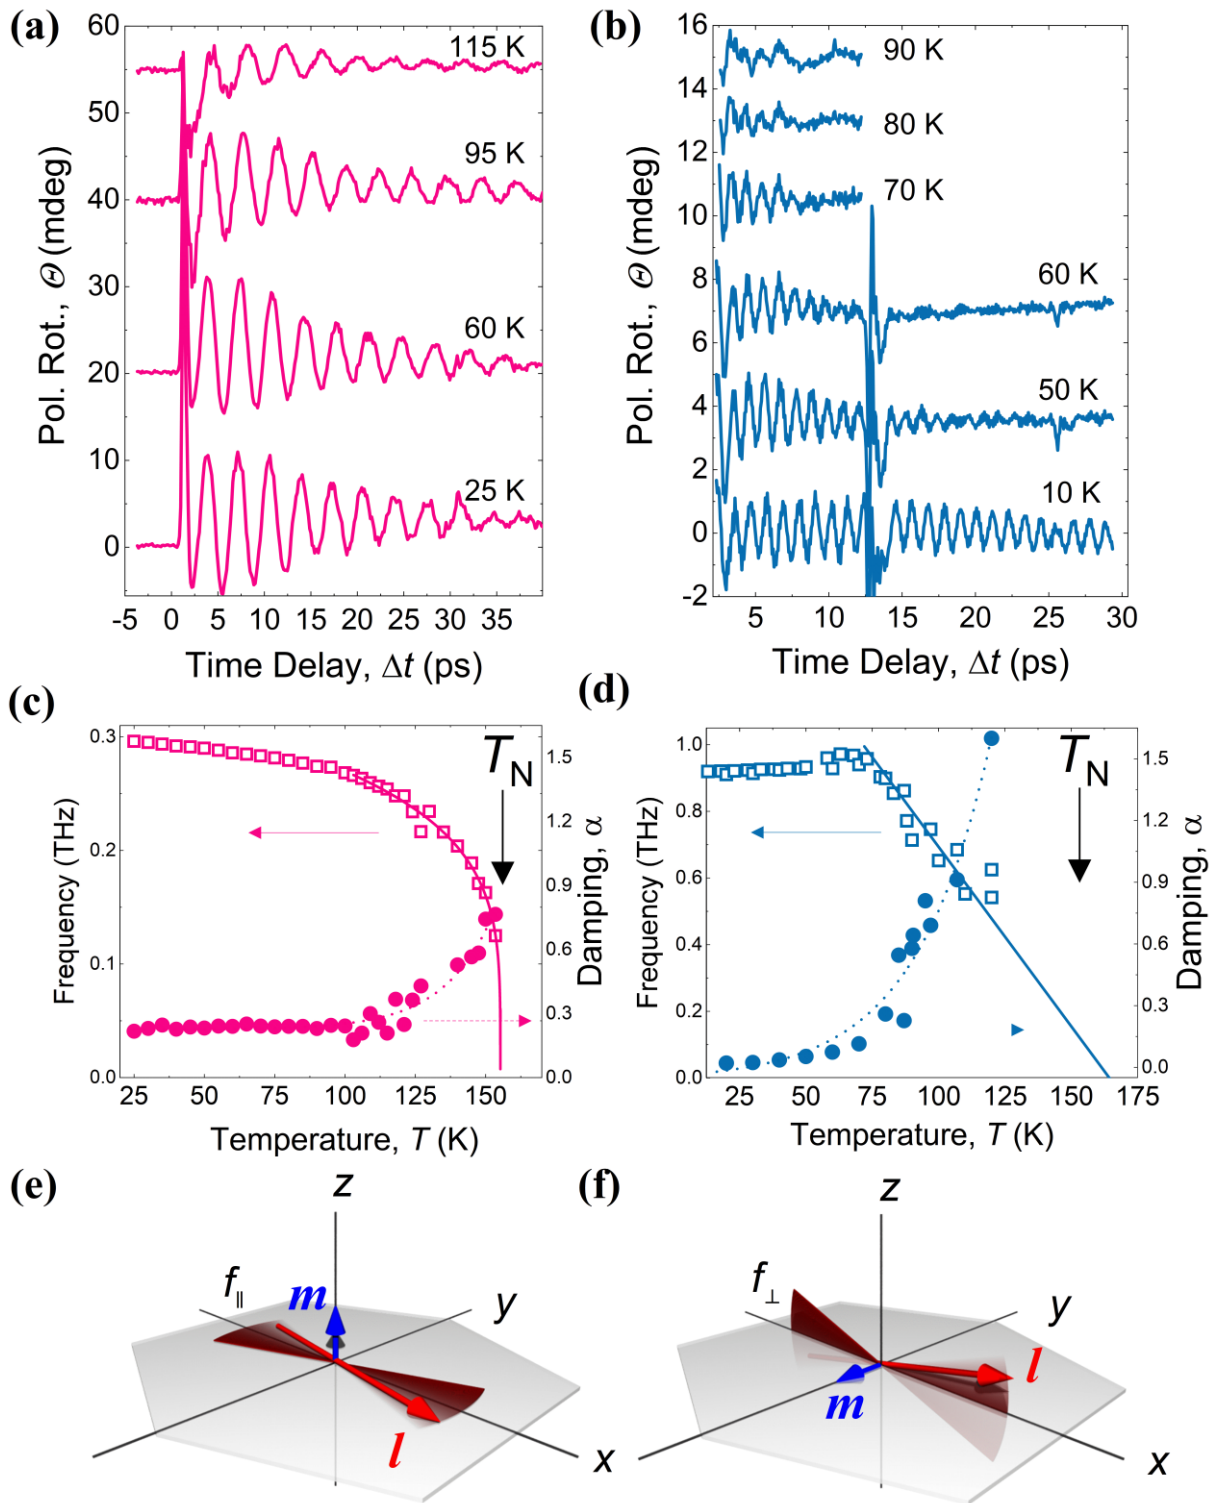 (a)
60
50
40
30
20
10
0
Pol. Rot., Θ (mdeg)
115 K
95 K
60 K
25 K
-5 0 5 10 15 20 25 30 35
Time Delay, Δt (ps)
(b)
16
14
12
10
8
6
4
2
0
-2
Pol. Rot., Θ (mdeg)
90 K
80 K
70 K
60 K
50 K
10 K
5 10 15 20 25 30
Time Delay, Δt (ps)
(c)
0.3
0.2
0.1
0.0
Frequency (THz)
T_N
1.5
1.2
0.9
0.6
0.3
0.0
Damping, α
25 50 75 100 125 150
Temperature, T (K)
(d)
1.0
0.8
0.6
0.4
0.2
0.0
Frequency (THz)
T_N
1.5
1.2
0.9
0.6
0.3
0.0
Damping, α
25 50 75 100 125 150 175
Temperature, T (K)
(e)
z
f∥
m
y
l
x
(f)
z
f⊥
y
l
m
x